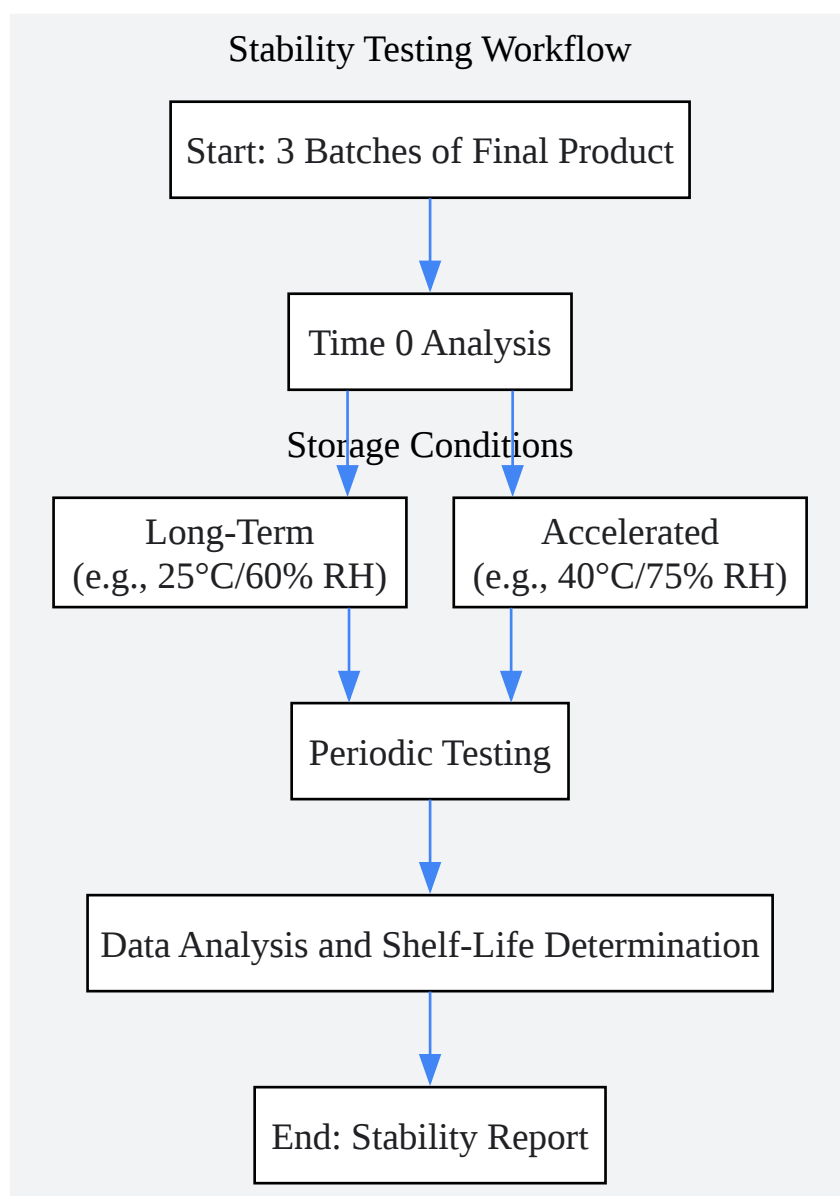 Stability Testing Workflow
Start: 3 Batches of Final Product
Time 0 Analysis
Storage Conditions
Long-Term
(e.g., 25°C/60% RH)
Accelerated
(e.g., 40°C/75% RH)
Periodic Testing
Data Analysis and Shelf-Life Determination
End: Stability Report